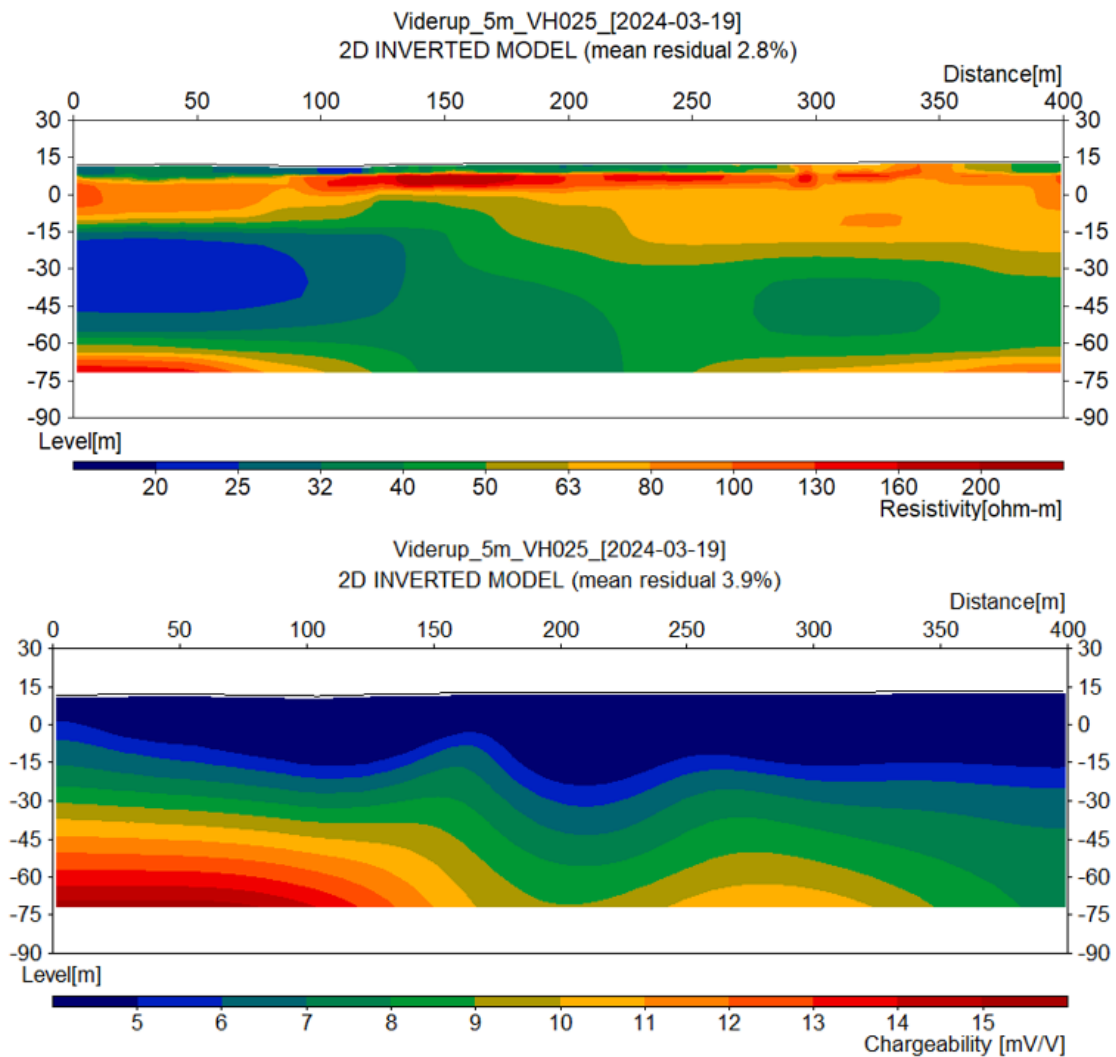 Viderup_5m_VH025_[2024-03-19]
2D INVERTED MODEL (mean residual 2.8%)
Distance[m]
0 50 100 150 200 250 300 350 400
30 30
15 15
0 0
-15 -15
-30 -30
-45 -45
-60 -60
-75 -75
-90 -90
Level[m]
20 25 32 40 50 63 80 100 130 160 200
Resistivity[ohm-m]
Viderup_5m_VH025_[2024-03-19]
2D INVERTED MODEL (mean residual 3.9%)
Distance[m]
0 50 100 150 200 250 300 350 400
30 30
15 15
0 0
-15 -15
-30 -30
-45 -45
-60 -60
-75 -75
-90 -90
Level[m]
5 6 7 8 9 10 11 12 13 14 15
Chargeability [mV/V]